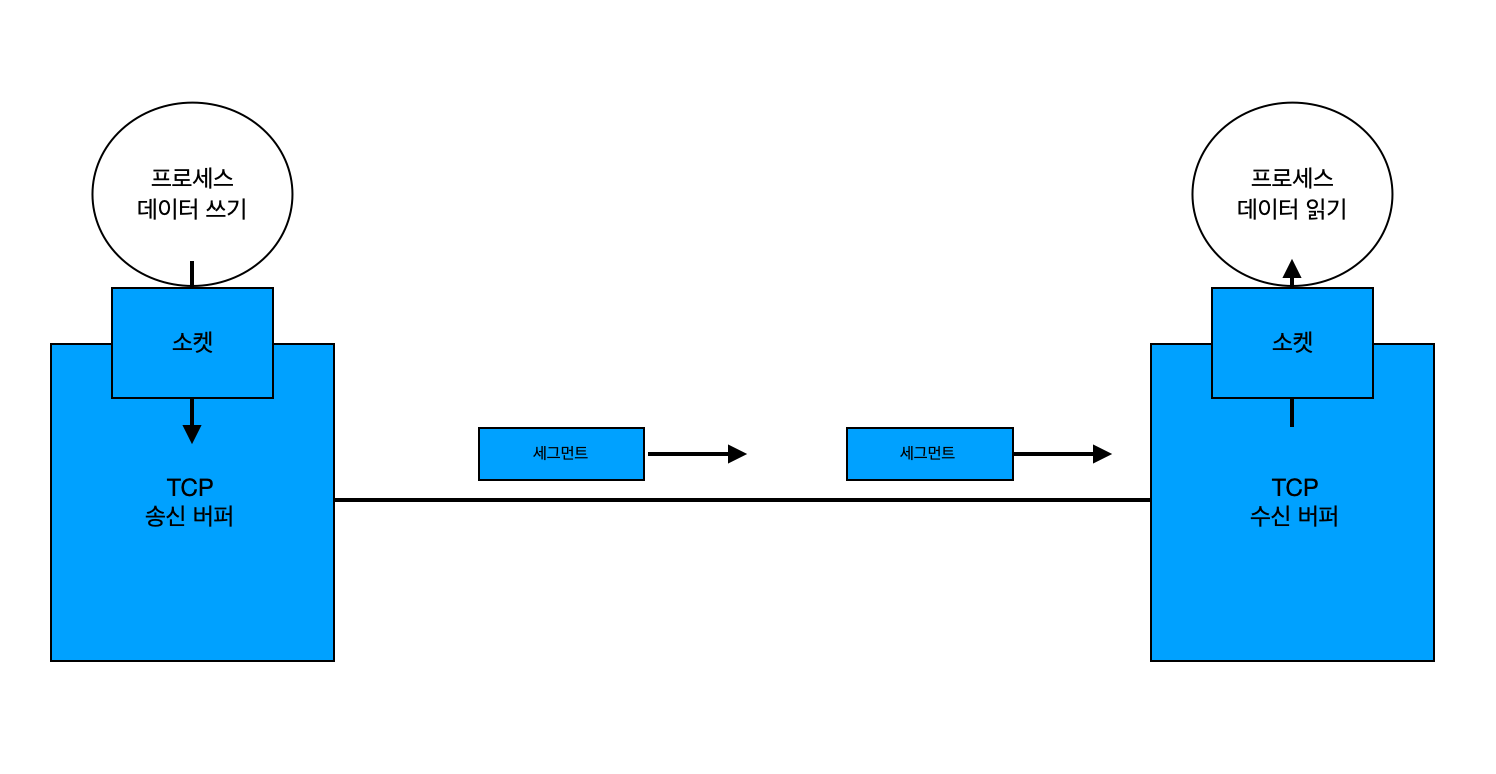 프로세스
데이터 쓰기
소켓
TCP
송신 버퍼
세그먼트
세그먼트
프로세스
데이터 읽기
소켓
TCP
수신 버퍼